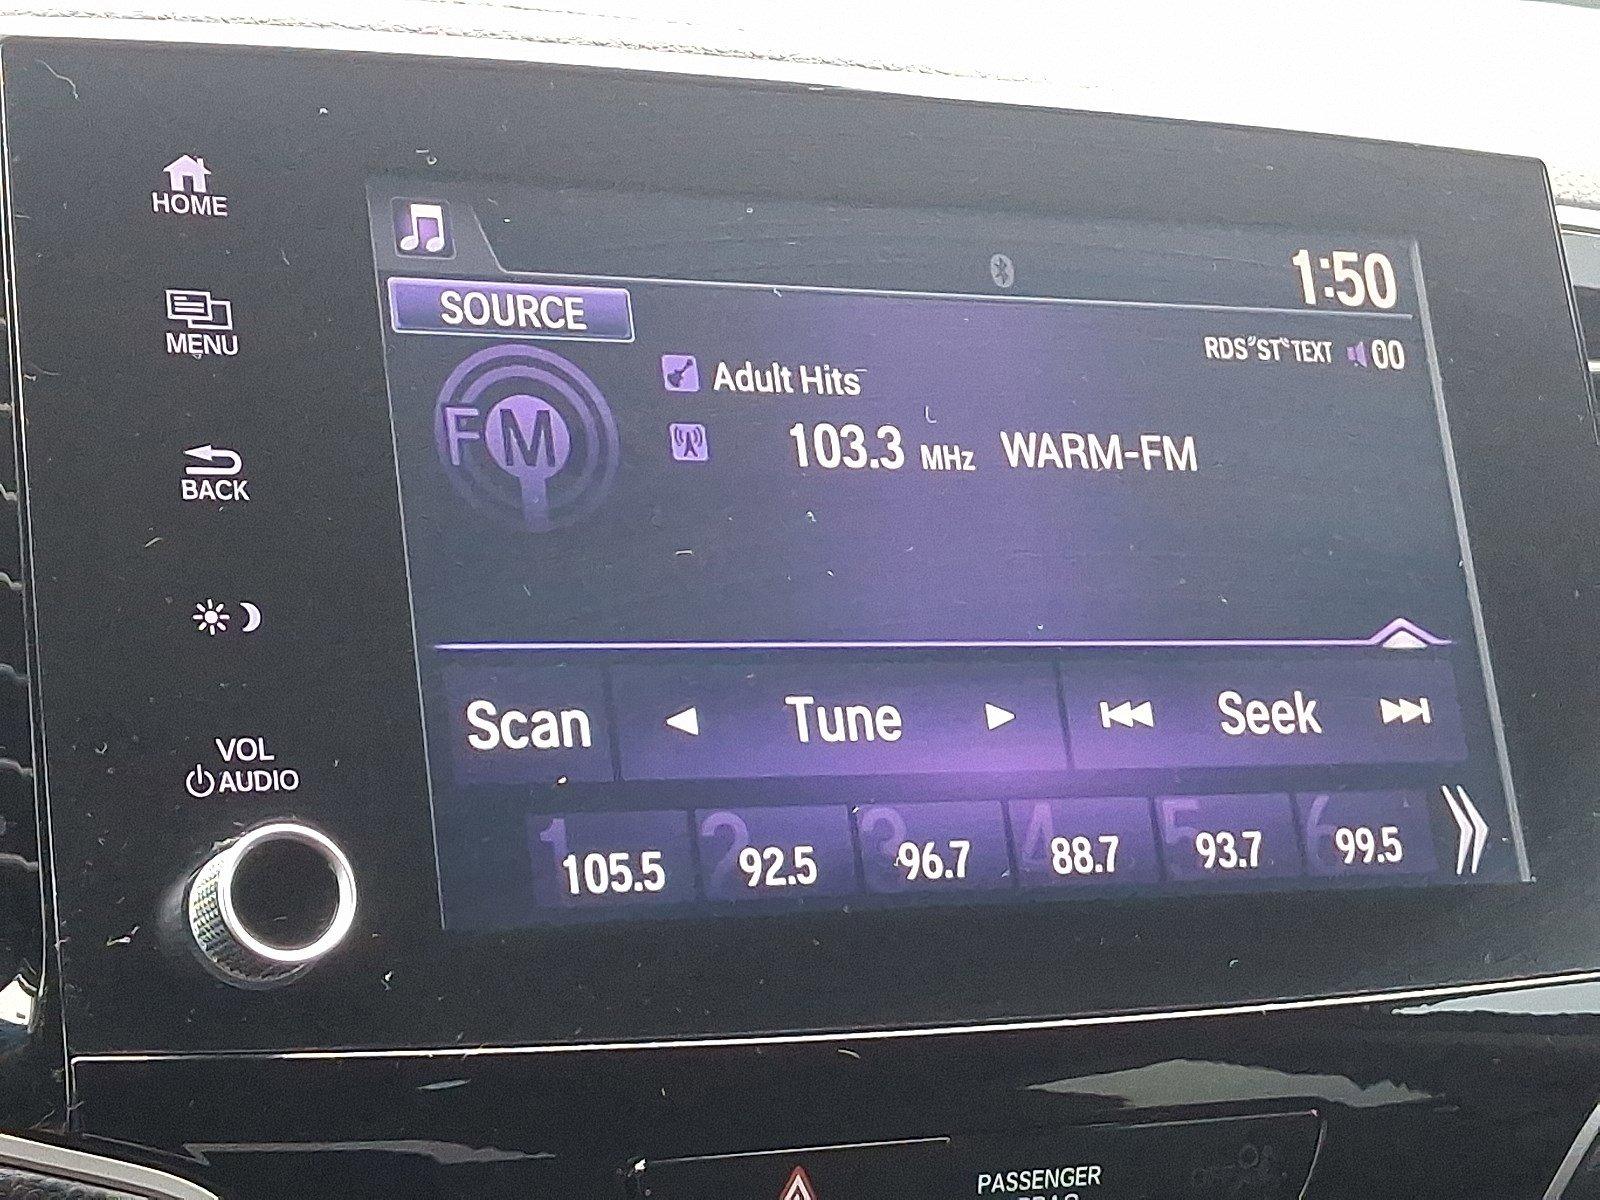 HOME
MENU
BACK
VOL
AUDIO
1:50
SOURCE
RDS ST TEXT 00
FM
Adult Hits
103.3 MHz WARM-FM
Scan Tune Seek
1 105.5 2 92.5 3 96.7 4 88.7 5 93.7 6 99.5
PASSENGER